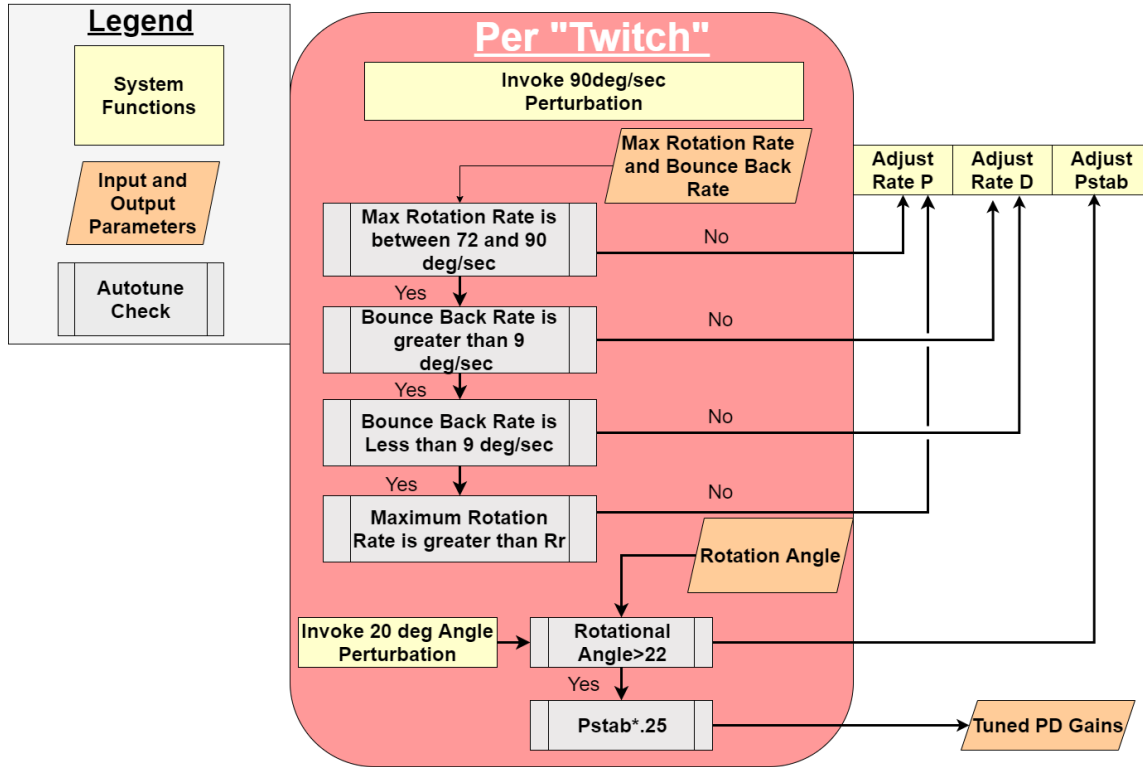 Legend
System
Functions
Input and
Output
Parameters
Autotune
Check
Per "Twitch"
Invoke 90deg/sec
Perturbation
Max Rotation Rate
and Bounce Back
Rate
Adjust
Rate P
Adjust
Rate D
Adjust
Pstab
Max Rotation Rate is
between 72 and 90
deg/sec
No
Yes
Bounce Back Rate is
greater than 9
deg/sec
No
Yes
Bounce Back Rate is
Less than 9 deg/sec
No
Yes
Maximum Rotation
Rate is greater than Rr
No
Rotation Angle
Invoke 20 deg Angle
Perturbation
Rotational
Angle>22
Yes
Pstab*.25
Tuned PD Gains